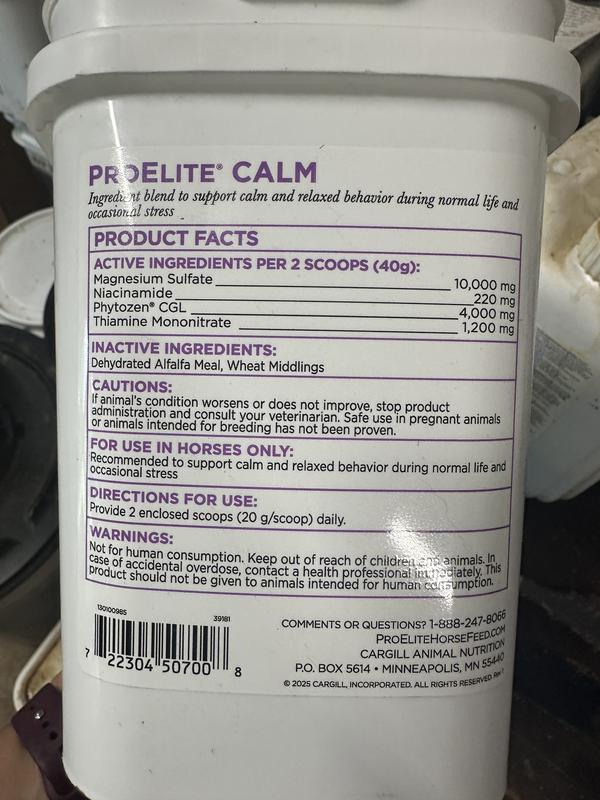 PROELITE® CALM
Ingredient blend to support calm and relaxed behavior during normal life and
occasional stress
PRODUCT FACTS
ACTIVE INGREDIENTS PER 2 SCOOPS (40g):
Magnesium Sulfate 10,000 mg
Niacinamide 220 mg
Phytozen® CGL 4,000 mg
Thiamine Mononitrate 1,200 mg
INACTIVE INGREDIENTS:
Dehydrated Alfalfa Meal, Wheat Middlings
CAUTIONS:
If animal's condition worsens or does not improve, stop product
administration and consult your veterinarian. Safe use in pregnant animals
or animals intended for breeding has not been proven.
FOR USE IN HORSES ONLY:
Recommended to support calm and relaxed behavior during normal life and
occasional stress
DIRECTIONS FOR USE:
Provide 2 enclosed scoops (20 g/scoop) daily.
WARNINGS:
Not for human consumption. Keep out of reach of children and animals. In
case of accidental overdose, contact a health professional immediately. This
product should not be given to animals intended for human consumption.
130100985 39181
7 22304 50700 8
COMMENTS OR QUESTIONS? 1-888-247-8066
PROELITEHORSEFEED.COM
CARGILL ANIMAL NUTRITION
P.O. BOX 5614 • MINNEAPOLIS, MN 55440
© 2025 CARGILL, INCORPORATED. ALL RIGHTS RESERVED.